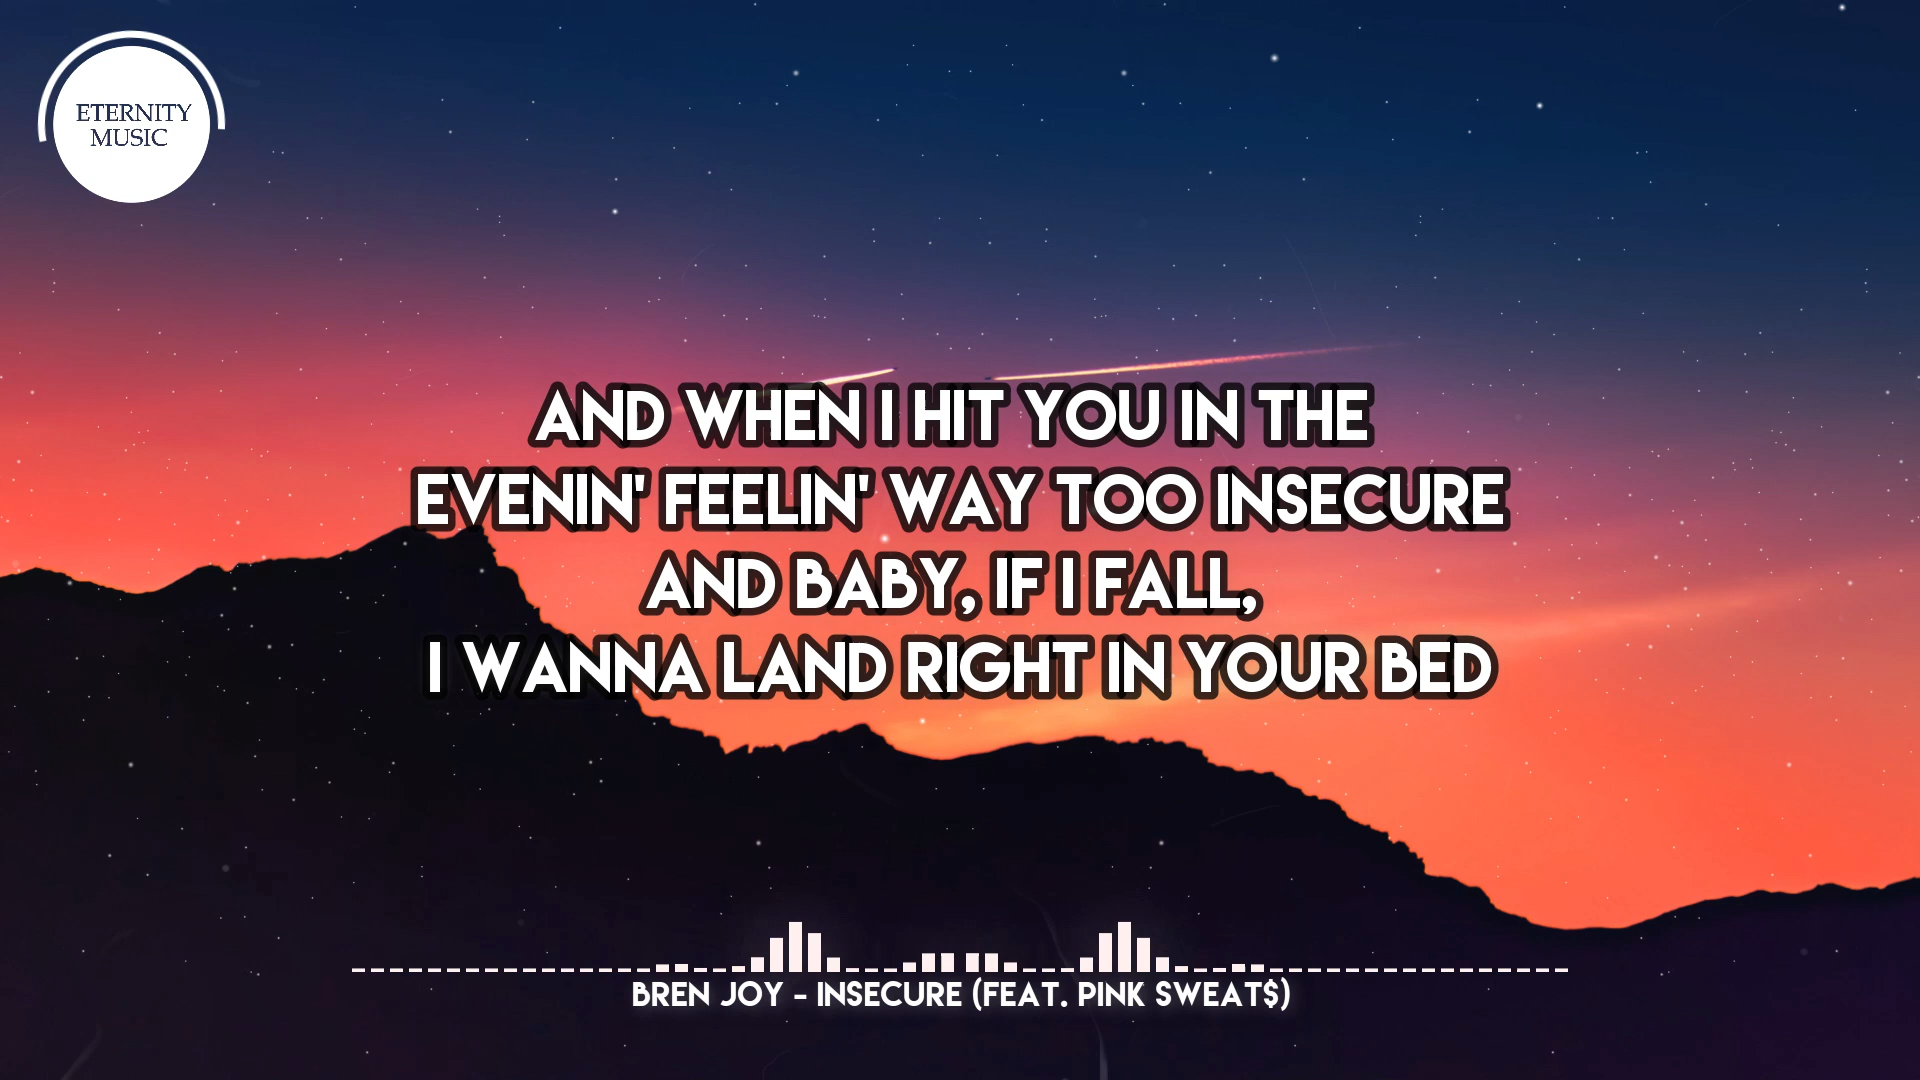 ETERNITY
MUSIC
AND WHEN I HIT YOU IN THE
EVENIN' FEELIN' WAY TOO INSECURE
AND BABY, IF I FALL,
I WANNA LAND RIGHT IN YOUR BED
BREN JOY - INSECURE (FEAT. PINK SWEAT$)